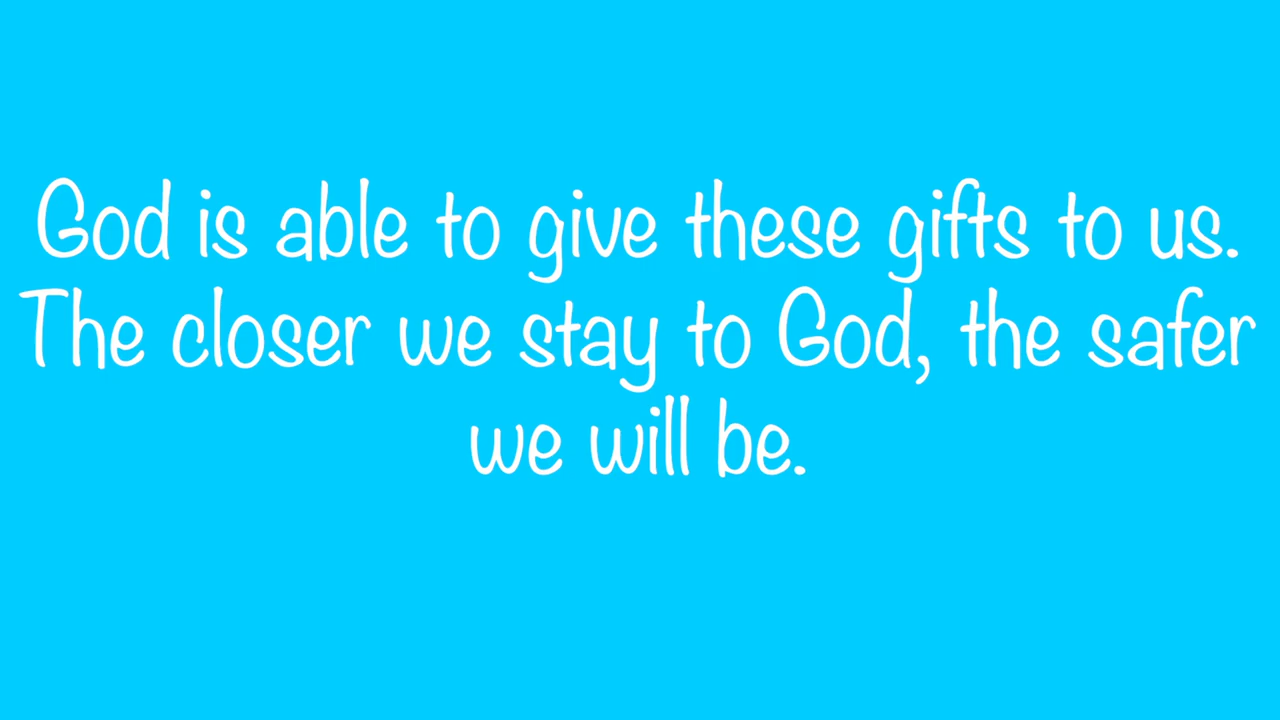 God is able to give these gifts to us.
The closer we stay to God, the safer
we will be.